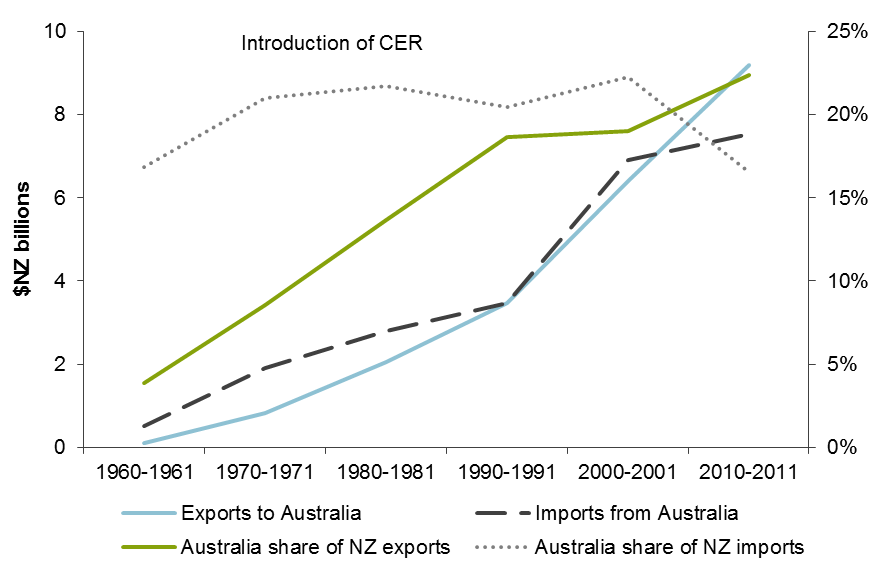 Introduction of CER
$NZ billions
10
8
6
4
2
0
25%
20%
15%
10%
5%
0%
1960-1961 1970-1971 1980-1981 1990-1991 2000-2001 2010-2011
Exports to Australia Imports from Australia
Australia share of NZ exports Australia share of NZ imports